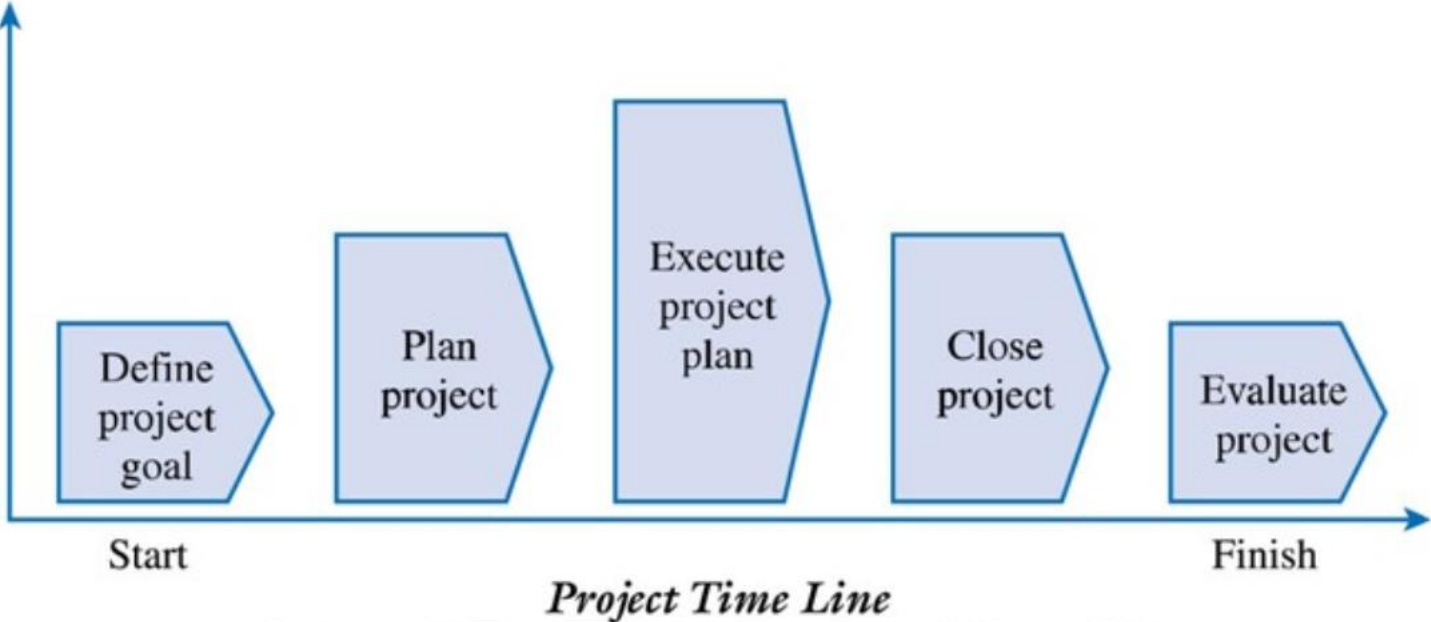 Define
project
goal
Plan
project
Execute
project
plan
Close
project
Evaluate
project
Start
Finish
Project Time Line